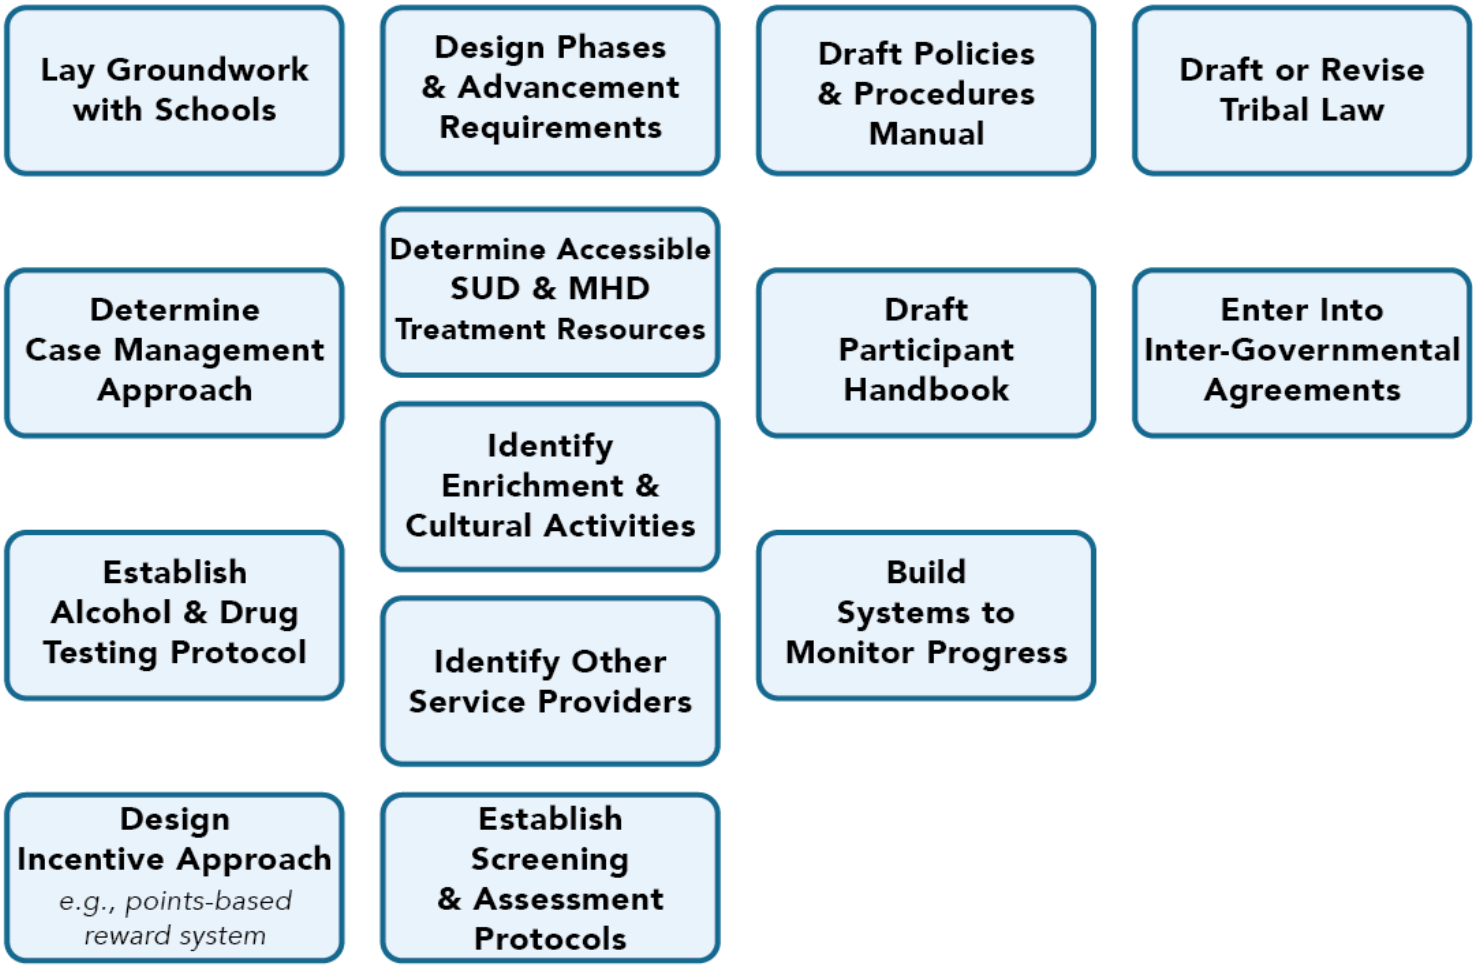 Lay Groundwork
with Schools
Determine
Case Management
Approach
Establish
Alcohol & Drug
Testing Protocol
Design
Incentive Approach
e.g., points-based
reward system
Design Phases
& Advancement
Requirements
Determine Accessible
SUD & MHD
Treatment Resources
Identify
Enrichment &
Cultural Activities
Identify Other
Service Providers
Establish
Screening
& Assessment
Protocols
Draft Policies
& Procedures
Manual
Draft
Participant
Handbook
Build
Systems to
Monitor Progress
Draft or Revise
Tribal Law
Enter Into
Inter-Governmental
Agreements